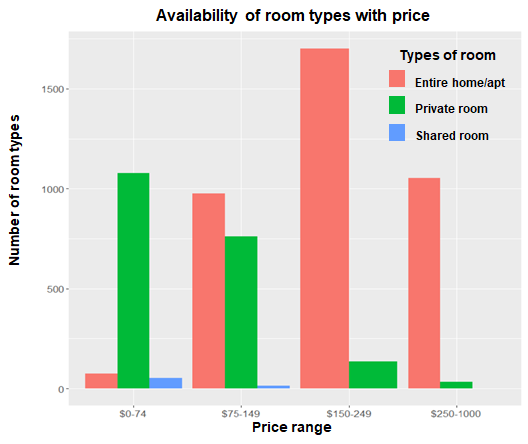 Availability of room types with price
Types of room
Entire home/apt
Private room
Shared room
Number of room types
1500
1000
500
0
$0-74 $75-149 $150-249 $250-1000
Price range